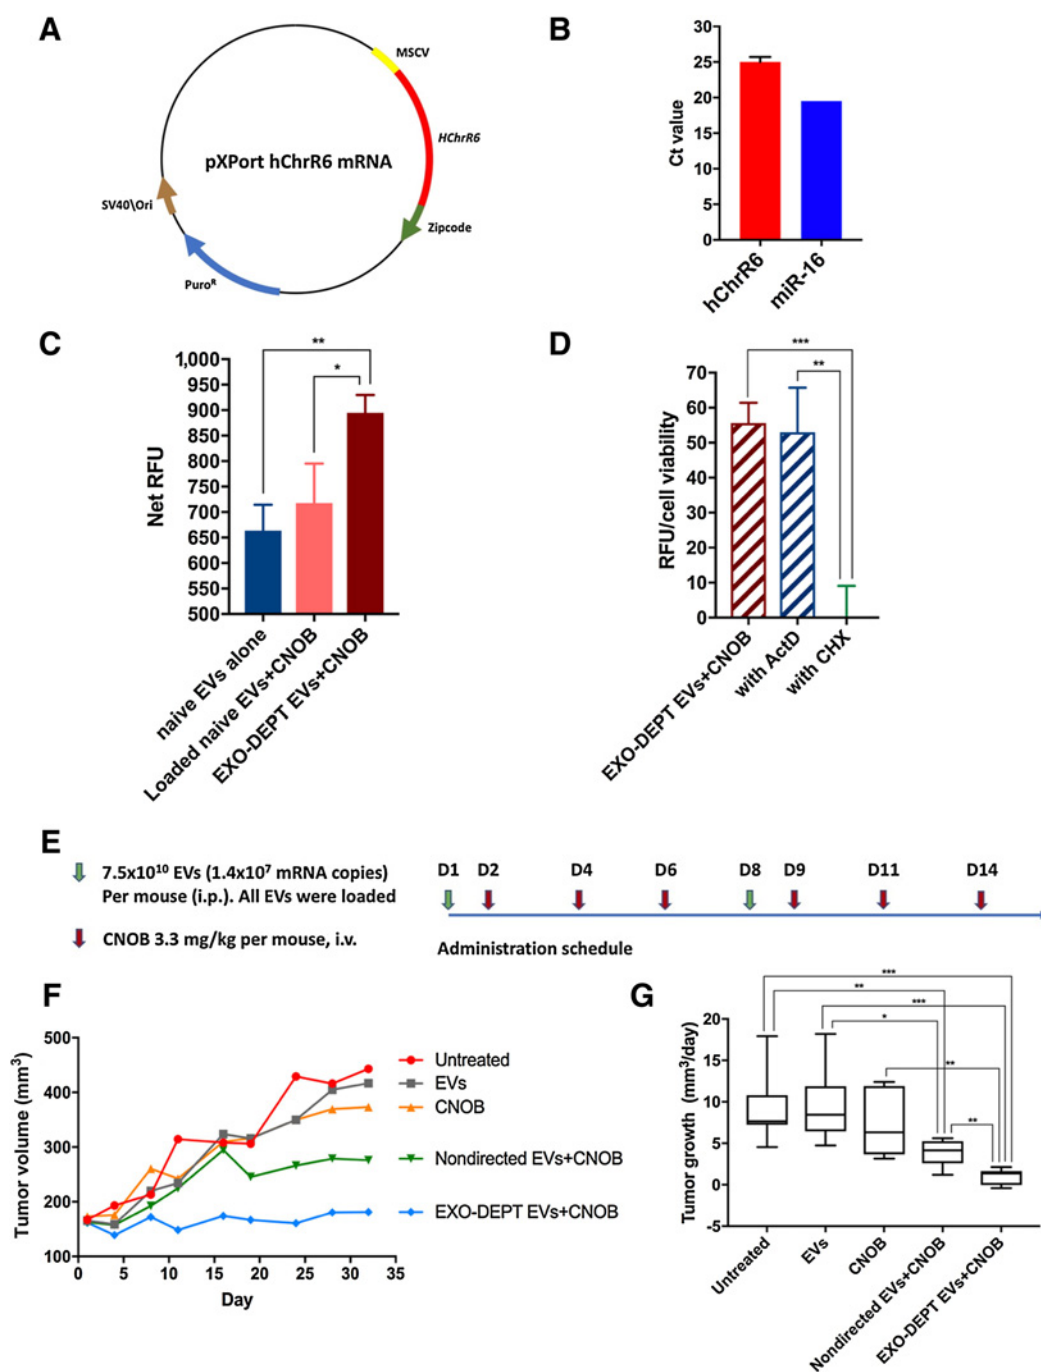 A
MSCV
HChrR6
pXPort hChrR6 mRNA
SV40\Ori
Zipcode
Puroᴿ
B
Ct value
30
25
20
15
10
5
0
hChrR6
miR-16
C
**
*
Net RFU
1,000
950
900
850
800
750
700
650
600
550
500
naive EVs alone
Loaded naive EVs+CNOB
EXO-DEPT EVs+CNOB
D
***
**
RFU/cell viability
70
60
50
40
30
20
10
0
EXO-DEPT EVs+CNOB
with ActD
with CHX
E
7.5x10¹⁰ EVs (1.4x10⁷ mRNA copies)
Per mouse (i.p.). All EVs were loaded
CNOB 3.3 mg/kg per mouse, i.v.
D1 D2 D4 D6 D8 D9 D11 D14
Administration schedule
F
Tumor volume (mm³)
500
400
300
200
100
0 5 10 15 20 25 30 35
Day
Untreated
EVs
CNOB
Nondirected EVs+CNOB
EXO-DEPT EVs+CNOB
G
***
**
***
*
**
**
Tumor growth (mm³/day)
20
15
10
5
0
-5
Untreated
EVs
CNOB
Nondirected EVs+CNOB
EXO-DEPT EVs+CNOB